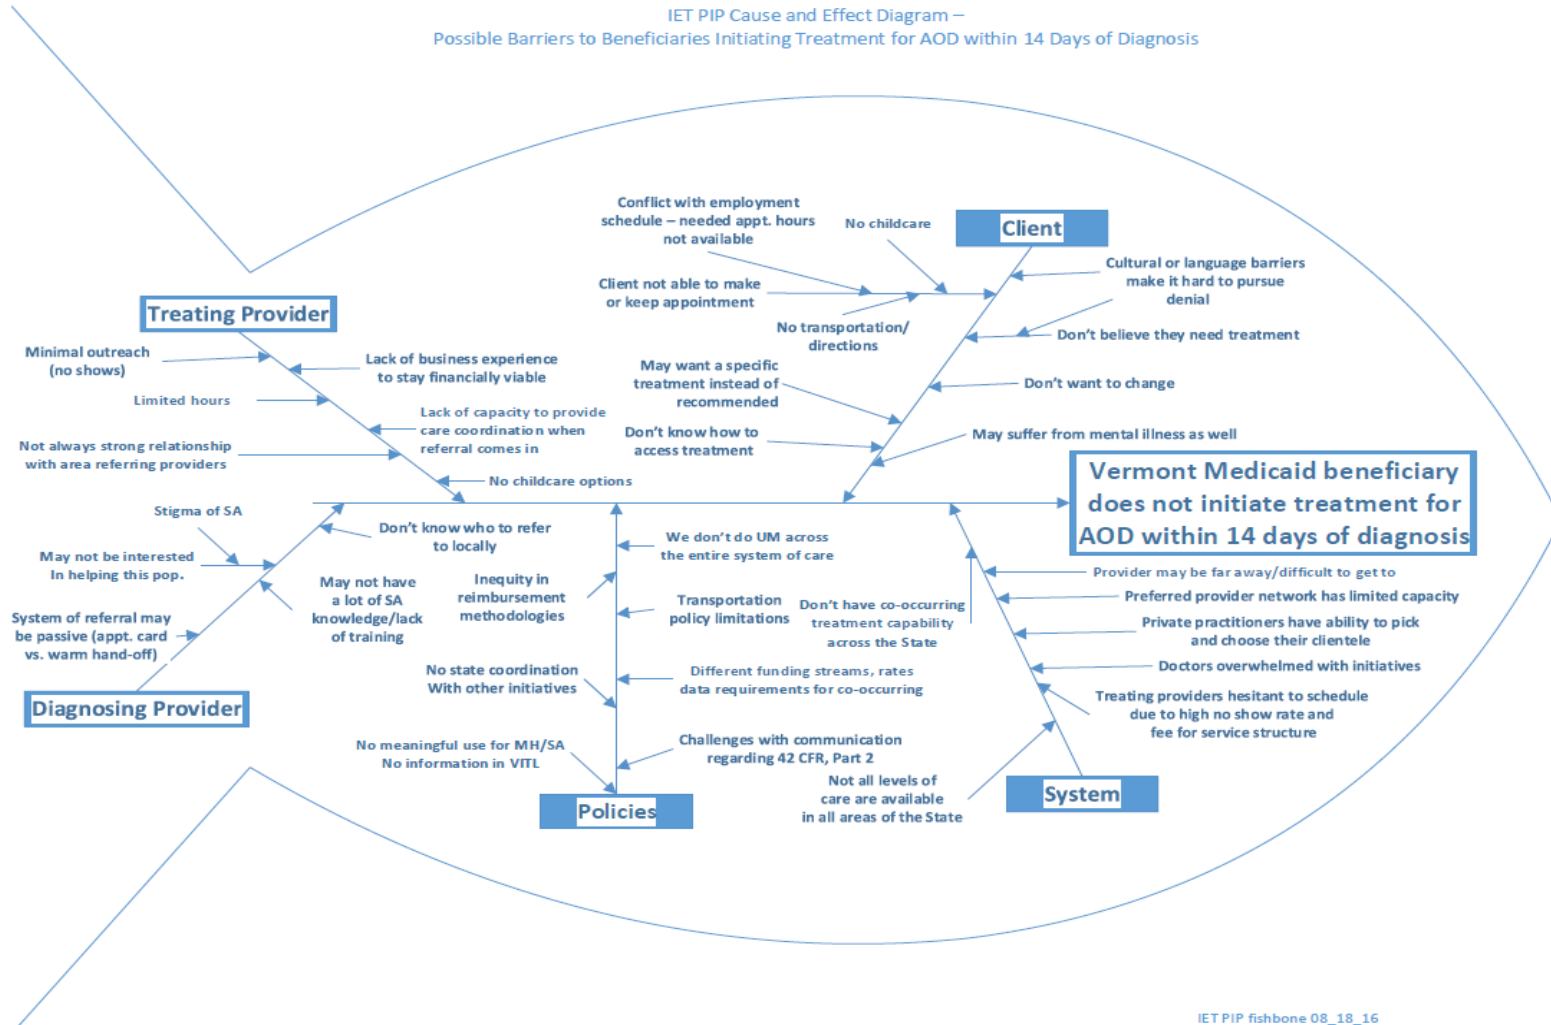 IET PIP Cause and Effect Diagram –
Possible Barriers to Beneficiaries Initiating Treatment for AOD within 14 Days of Diagnosis
Conflict with employment
schedule – needed appt. hours
not available
No childcare
Client
Client not able to make
or keep appointment
No transportation/
directions
Cultural or language barriers
make it hard to pursue
denial
Don't believe they need treatment
May want a specific
treatment instead of
recommended
Don't want to change
Don't know how to
access treatment
May suffer from mental illness as well
Treating Provider
Minimal outreach
(no shows)
Lack of business experience
to stay financially viable
Limited hours
Lack of capacity to provide
care coordination when
referral comes in
Not always strong relationship
with area referring providers
No childcare options
Vermont Medicaid beneficiary
does not initiate treatment for
AOD within 14 days of diagnosis
Stigma of SA
Don't know who to refer
to locally
May not be interested
In helping this pop.
May not have
a lot of SA
knowledge/lack
of training
System of referral may
be passive (appt. card
vs. warm hand-off)
Diagnosing Provider
We don't do UM across
the entire system of care
Inequity in
reimbursement
methodologies
Transportation
policy limitations
No state coordination
With other initiatives
Different funding streams, rates
data requirements for co-occurring
No meaningful use for MH/SA
No information in VITL
Challenges with communication
regarding 42 CFR, Part 2
Policies
Don't have co-occurring
treatment capability
across the State
Provider may be far away/difficult to get to
Preferred provider network has limited capacity
Private practitioners have ability to pick
and choose their clientele
Doctors overwhelmed with initiatives
Treating providers hesitant to schedule
due to high no show rate and
fee for service structure
Not all levels of
care are available
in all areas of the State
System
IET PIP fishbone 08_18_16